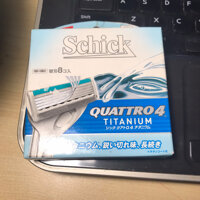 Schick
替刃8コ入
QUATTRO4
TITANIUM
シック クアトロ4 チタニウム
ニウム、鋭い切れ味、長続き